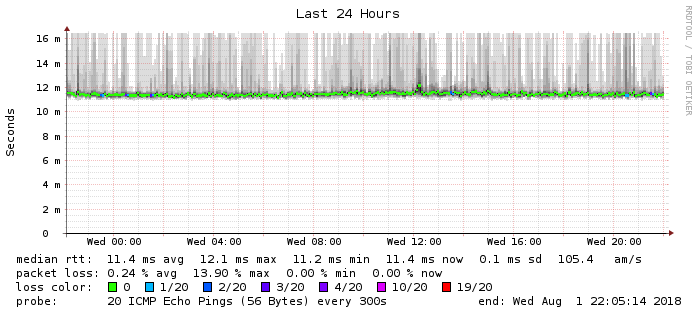 Last 24 Hours
RRDTOOL / TOBI OETIKER
Seconds
16 m
14 m
12 m
10 m
8 m
6 m
4 m
2 m
0
Wed 00:00 Wed 04:00 Wed 08:00 Wed 12:00 Wed 16:00 Wed 20:00
median rtt: 11.4 ms avg 12.1 ms max 11.2 ms min 11.4 ms now 0.1 ms sd 105.4 am/s
packet loss: 0.24 % avg 13.90 % max 0.00 % min 0.00 % now
loss color: 0 1/20 2/20 3/20 4/20 10/20 19/20
probe: 20 ICMP Echo Pings (56 Bytes) every 300s end: Wed Aug 1 22:05:14 2018